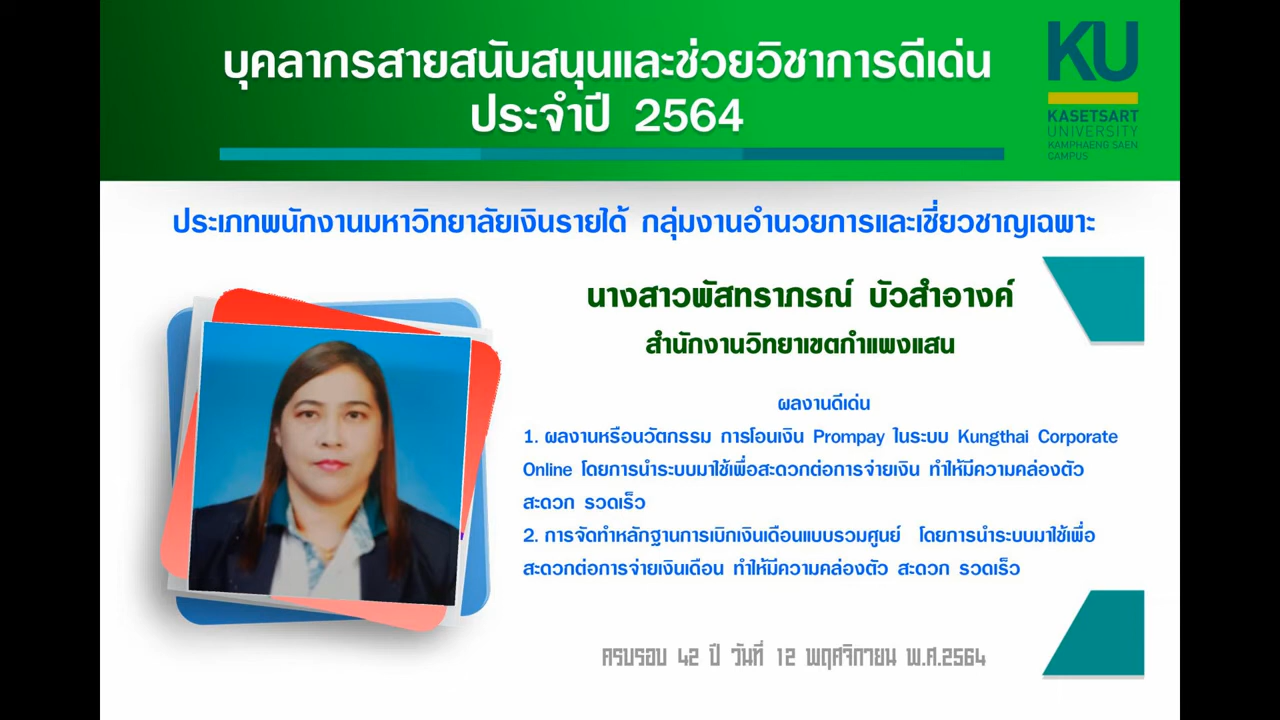 บุคลากรสายสนับสนุนและช่วยวิชาการดีเด่น
ประจำปี 2564
KU
KASETSART
UNIVERSITY
KAMPHAENG SAEN
CAMPUS
ประเภทพนักงานมหาวิทยาลัยเงินรายได้ กลุ่มงานอำนวยการและเชี่ยวชาญเฉพาะ
นางสาวพัสทราภรณ์ บัวสำอางค์
สำนักงานวิทยาเขตกำแพงแสน
ผลงานดีเด่น
1. ผลงานหรือนวัตกรรม การโอนเงิน Prompay ในระบบ Kungthai Corporate
Online โดยการนำระบบมาใช้เพื่อสะดวกต่อการจ่ายเงิน ทำให้มีความคล่องตัว
สะดวก รวดเร็ว
2. การจัดทำหลักฐานการเบิกเงินเดือนแบบรวมศูนย์ โดยการนำระบบมาใช้เพื่อ
สะดวกต่อการจ่ายเงินเดือน ทำให้มีความคล่องตัว สะดวก รวดเร็ว
ครบรอบ 42 ปี วันที่ 12 พฤศจิกายน พ.ศ.2564